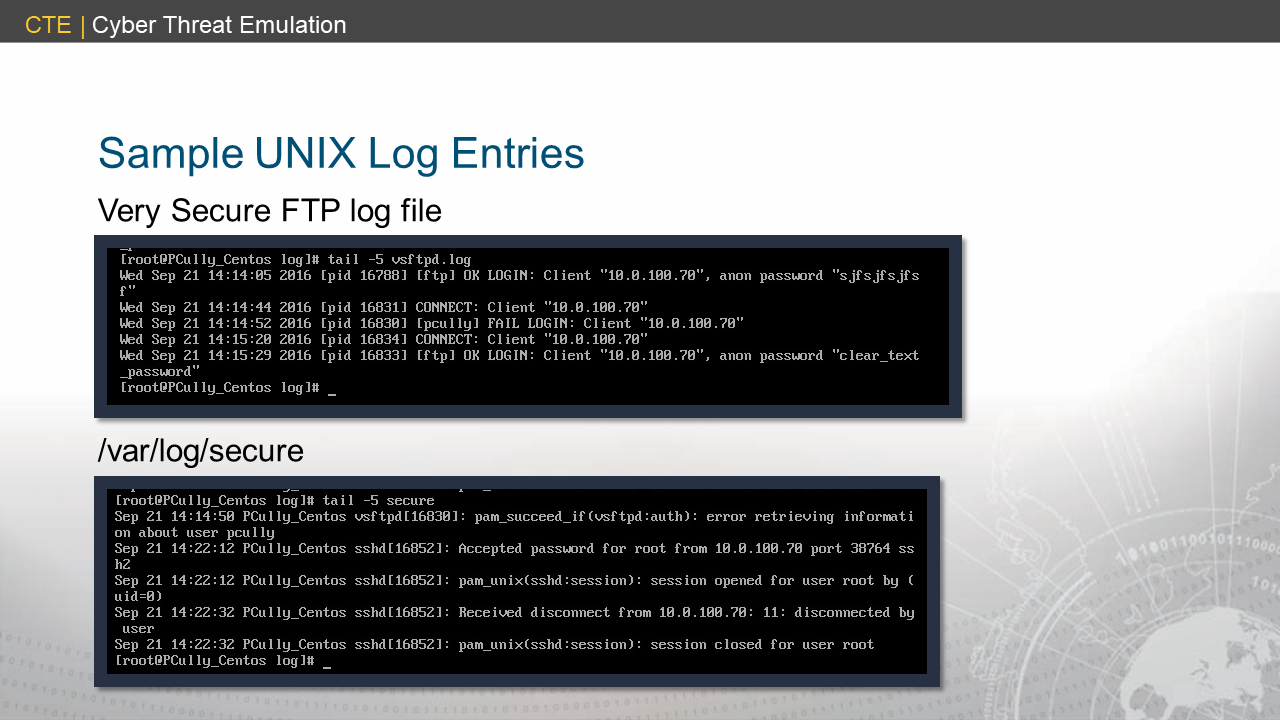 CTE | Cyber Threat Emulation
Sample UNIX Log Entries
Very Secure FTP log file
[root@PCully_Centos log]# tail -5 vsftpd.log
Wed Sep 21 14:14:05 2016 [pid 16788] [ftp] OK LOGIN: Client "10.0.100.70", anon password "sjfsjfsjfs
f"
Wed Sep 21 14:14:44 2016 [pid 16831] CONNECT: Client "10.0.100.70"
Wed Sep 21 14:14:52 2016 [pid 16830] [pcully] FAIL LOGIN: Client "10.0.100.70"
Wed Sep 21 14:15:20 2016 [pid 16834] CONNECT: Client "10.0.100.70"
Wed Sep 21 14:15:29 2016 [pid 16833] [ftp] OK LOGIN: Client "10.0.100.70", anon password "clear_text
_password"
[root@PCully_Centos log]# _
/var/log/secure
[root@PCully_Centos log]# tail -5 secure
Sep 21 14:14:50 PCully_Centos vsftpd[16830]: pam_succeed_if(vsftpd:auth): error retrieving informati
on about user pcully
Sep 21 14:22:12 PCully_Centos sshd[16852]: Accepted password for root from 10.0.100.70 port 38764 ss
h2
Sep 21 14:22:12 PCully_Centos sshd[16852]: pam_unix(sshd:session): session opened for user root by (
uid=0)
Sep 21 14:22:32 PCully_Centos sshd[16852]: Received disconnect from 10.0.100.70: 11: disconnected by
 user
Sep 21 14:22:32 PCully_Centos sshd[16852]: pam_unix(sshd:session): session closed for user root
[root@PCully_Centos log]# _